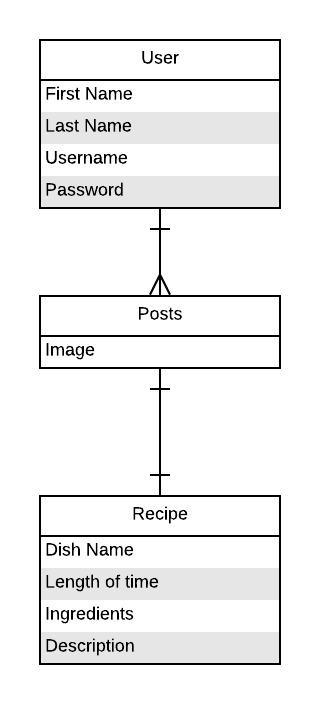 User
First Name
Last Name
Username
Password
Posts
Image
Recipe
Dish Name
Length of time
Ingredients
Description